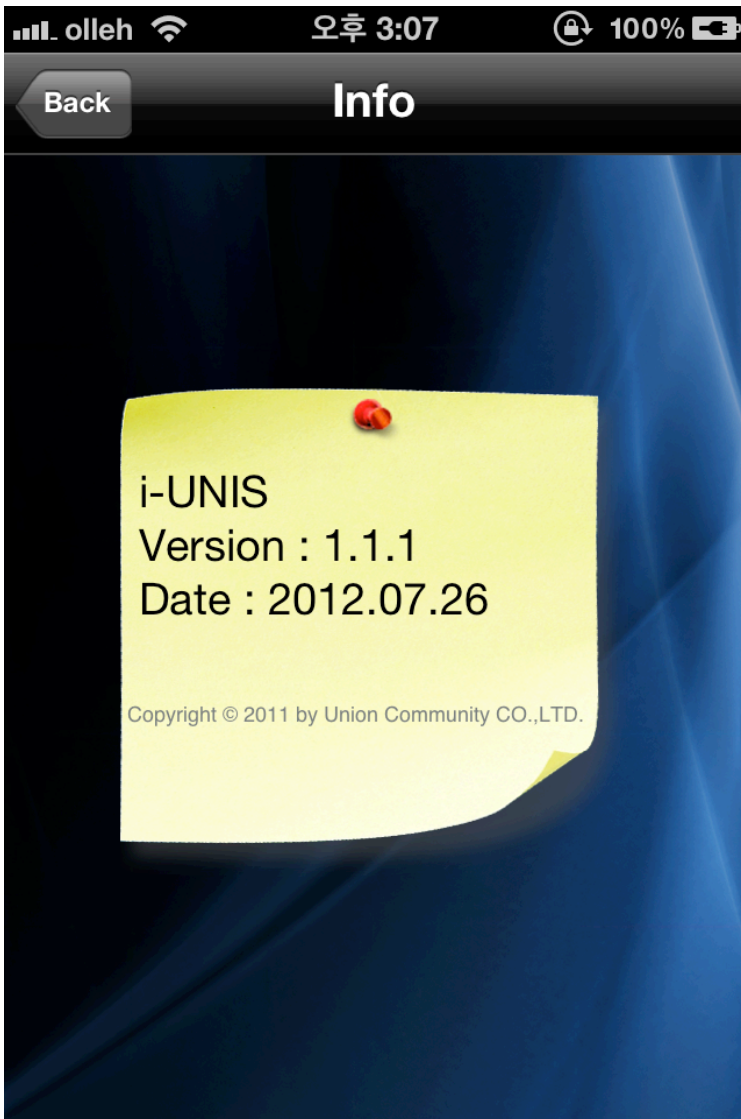 olleh 오후 3:07 100%
Back Info
i-UNIS
Version : 1.1.1
Date : 2012.07.26
Copyright © 2011 by Union Community CO.,LTD.